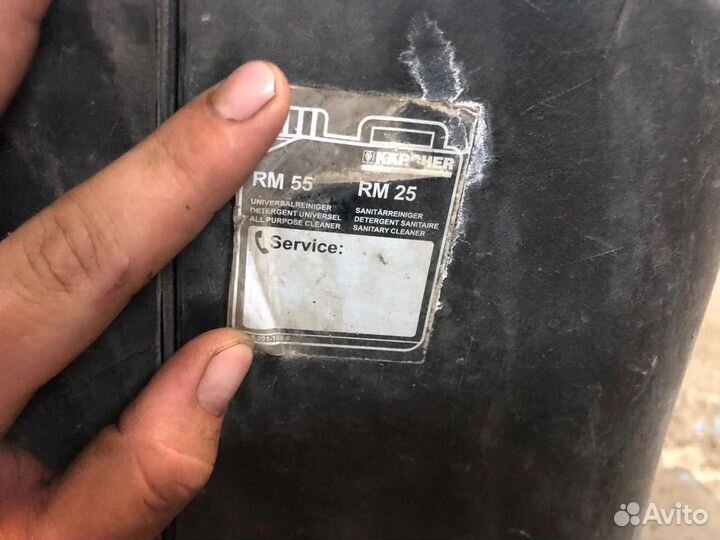 KÄRCHER
RM 55 RM 25
UNIVERSALREINIGER
DETERGENT UNIVERSEL
ALL PURPOSE CLEANER
SANITÄRREINIGER
DETERGENT SANITAIRE
SANITARY CLEANER
Service:
Avito